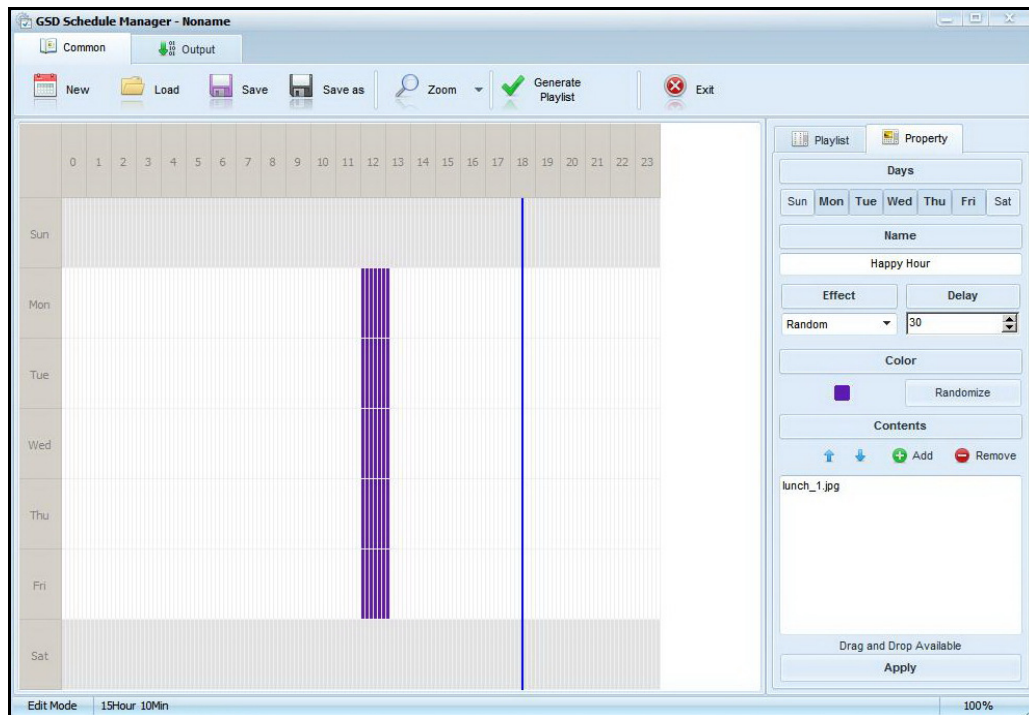 GSD Schedule Manager - Noname
Common Output
New Load Save Save as Zoom Generate Playlist Exit
0 1 2 3 4 5 6 7 8 9 10 11 12 13 14 15 16 17 18 19 20 21 22 23
Sun
Mon
Tue
Wed
Thu
Fri
Sat
Playlist Property
Days
Sun Mon Tue Wed Thu Fri Sat
Name
Happy Hour
Effect Delay
Random 30
Color
Randomize
Contents
Add Remove
lunch_1.jpg
Drag and Drop Available
Apply
Edit Mode 15Hour 10Min 100%